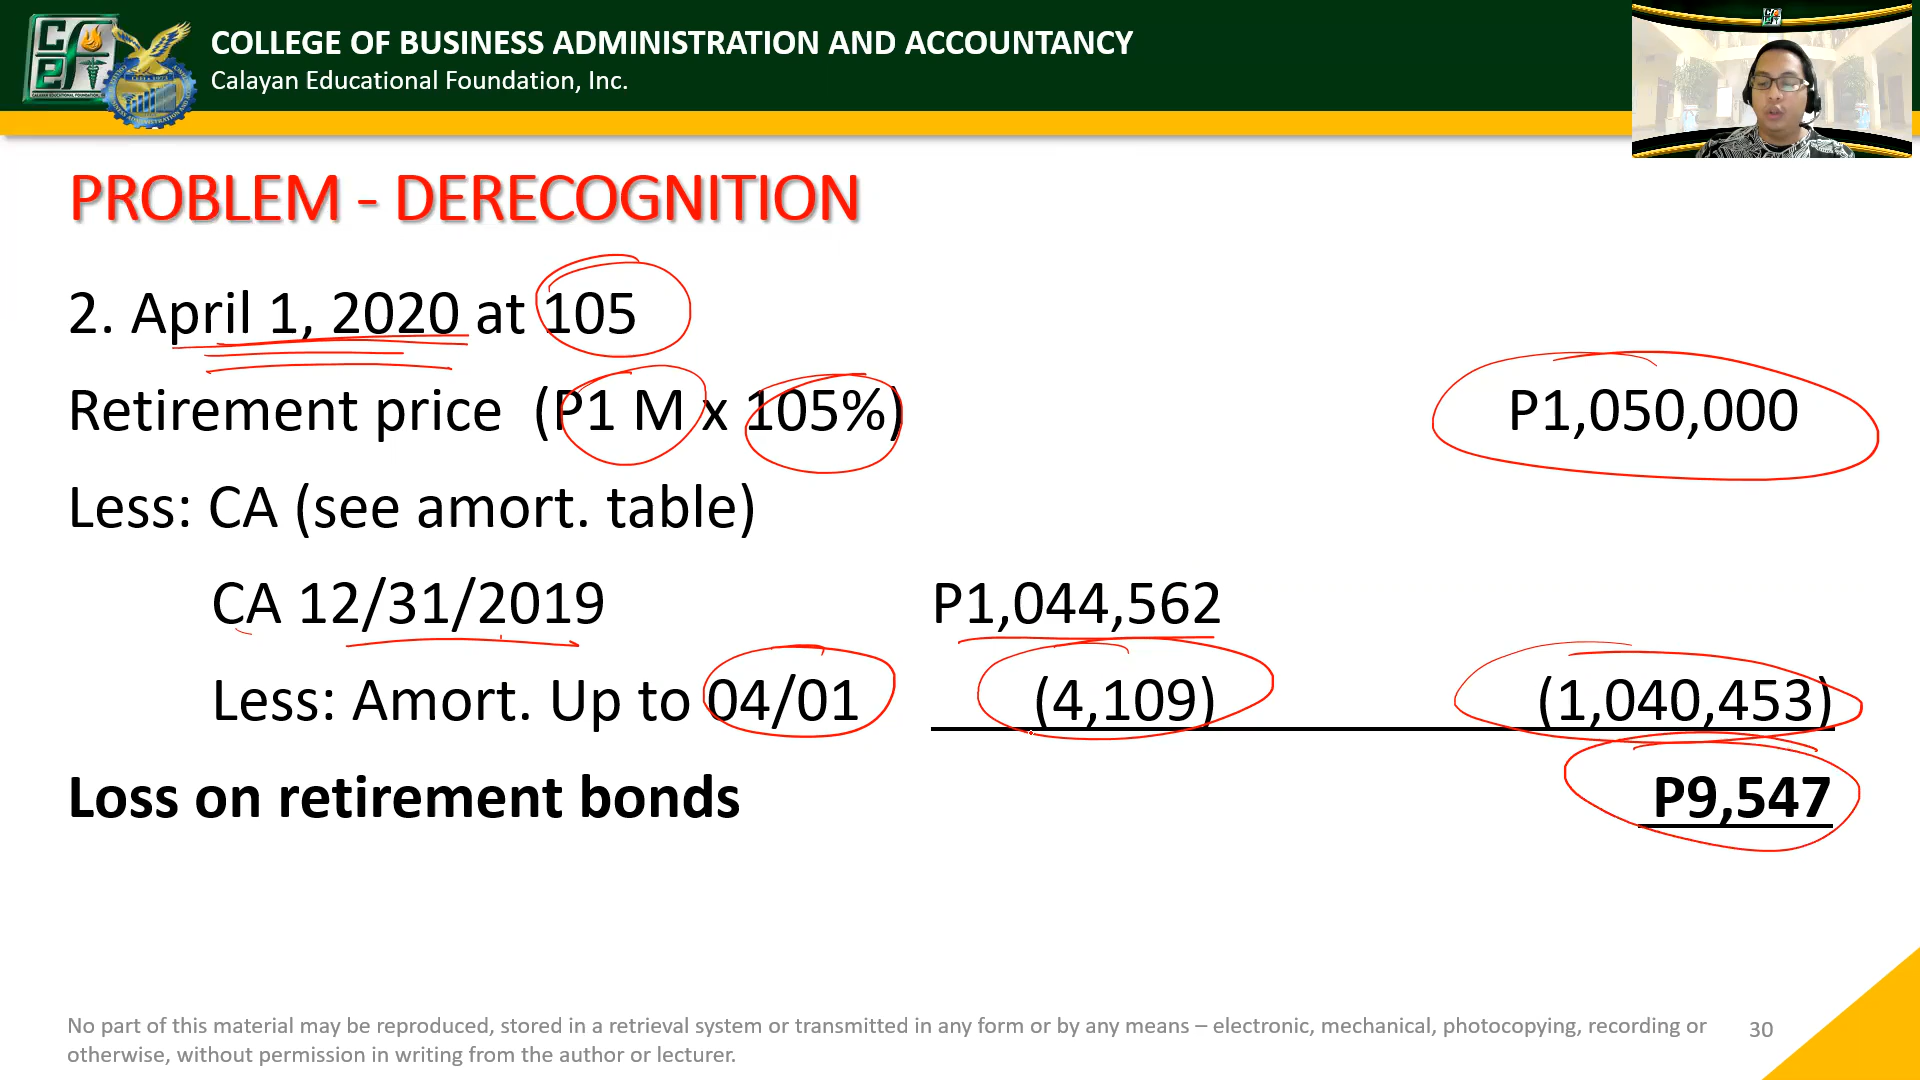 COLLEGE OF BUSINESS ADMINISTRATION AND ACCOUNTANCY
Calayan Educational Foundation, Inc.
PROBLEM - DERECOGNITION
2. April 1, 2020 at 105
Retirement price (P1 M x 105%) P1,050,000
Less: CA (see amort. table)
CA 12/31/2019 P1,044,562
Less: Amort. Up to 04/01 (4,109) (1,040,453)
Loss on retirement bonds P9,547
No part of this material may be reproduced, stored in a retrieval system or transmitted in any form or by any means – electronic, mechanical, photocopying, recording or
otherwise, without permission in writing from the author or lecturer.
30